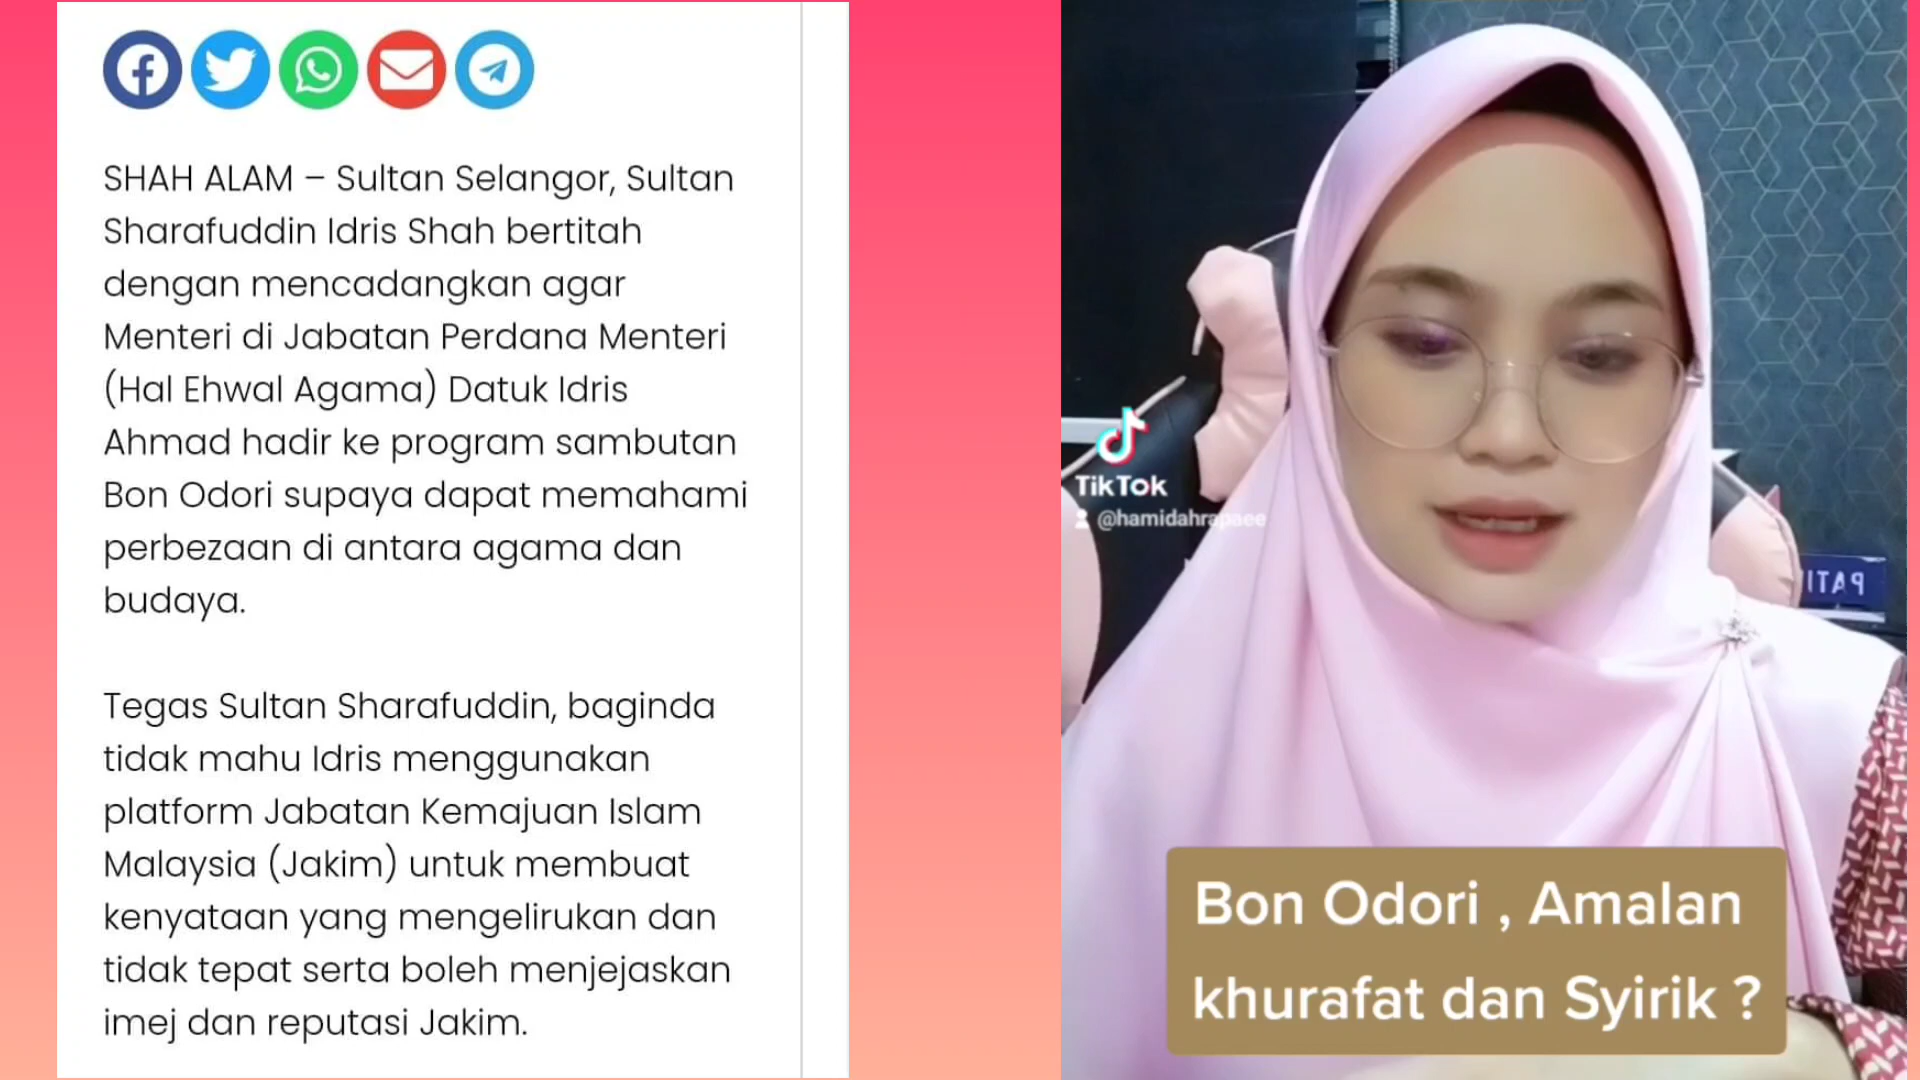 SHAH ALAM – Sultan Selangor, Sultan
Sharafuddin Idris Shah bertitah
dengan mencadangkan agar
Menteri di Jabatan Perdana Menteri
(Hal Ehwal Agama) Datuk Idris
Ahmad hadir ke program sambutan
Bon Odori supaya dapat memahami
perbezaan di antara agama dan
budaya.
Tegas Sultan Sharafuddin, baginda
tidak mahu Idris menggunakan
platform Jabatan Kemajuan Islam
Malaysia (Jakim) untuk membuat
kenyataan yang mengelirukan dan
tidak tepat serta boleh menjejaskan
imej dan reputasi Jakim.
TikTok
@hamidahrapaee
PATI
Bon Odori , Amalan
khurafat dan Syirik ?